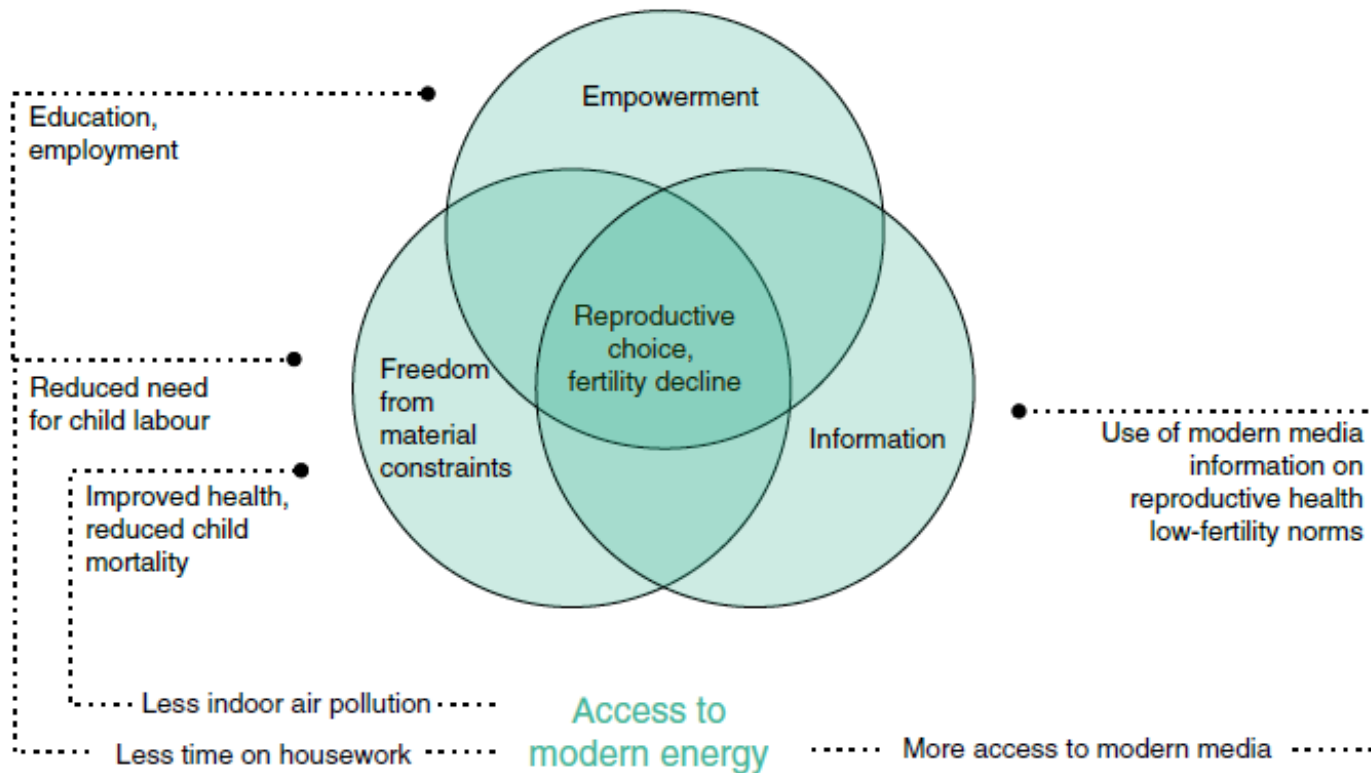 Empowerment
Education,
employment
Reproductive
choice,
fertility decline
Freedom
from
material
constraints
Information
Reduced need
for child labour
Improved health,
reduced child
mortality
Use of modern media
information on
reproductive health
low-fertility norms
Less indoor air pollution
Less time on housework
Access to
modern energy
More access to modern media